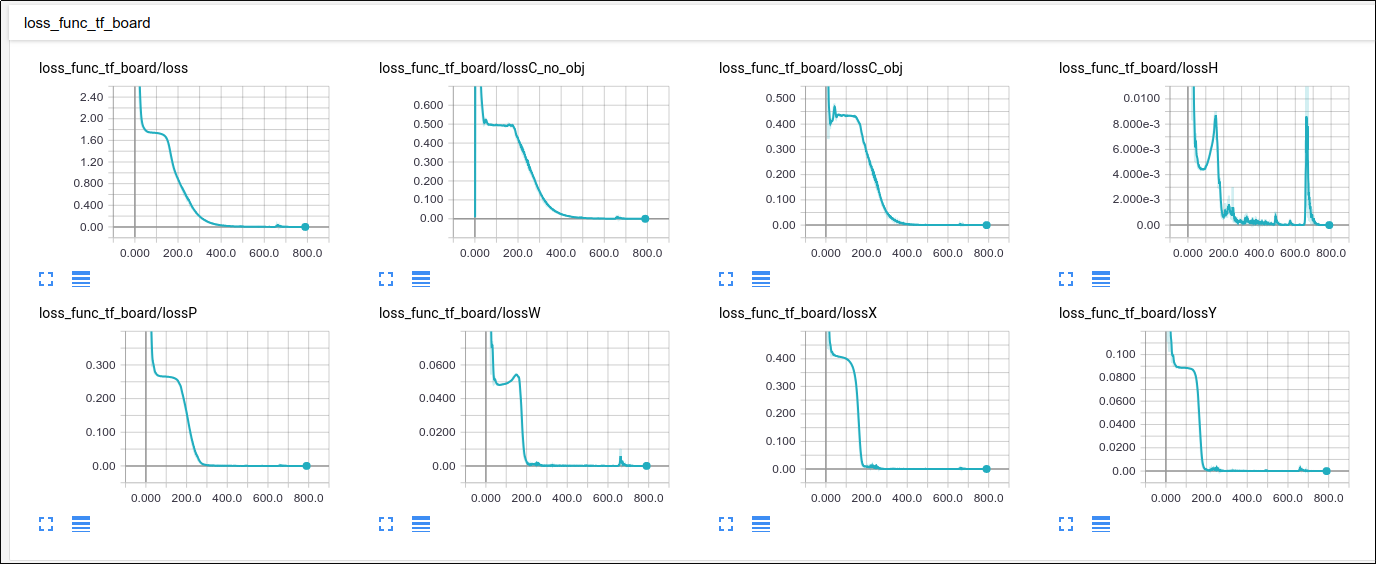 loss_func_tf_board
loss_func_tf_board/loss
2.40
2.00
1.60
1.20
0.800
0.400
0.00
0.000 200.0 400.0 600.0 800.0
loss_func_tf_board/lossC_no_obj
0.600
0.500
0.400
0.300
0.200
0.100
0.00
0.000 200.0 400.0 600.0 800.0
loss_func_tf_board/lossC_obj
0.500
0.400
0.300
0.200
0.100
0.00
0.000 200.0 400.0 600.0 800.0
loss_func_tf_board/lossH
0.0100
8.000e-3
6.000e-3
4.000e-3
2.000e-3
0.00
0.000 200.0 400.0 600.0 800.0
loss_func_tf_board/lossP
0.300
0.200
0.100
0.00
0.000 200.0 400.0 600.0 800.0
loss_func_tf_board/lossW
0.0600
0.0400
0.0200
0.00
0.000 200.0 400.0 600.0 800.0
loss_func_tf_board/lossX
0.400
0.300
0.200
0.100
0.00
0.000 200.0 400.0 600.0 800.0
loss_func_tf_board/lossY
0.100
0.0800
0.0600
0.0400
0.0200
0.00
0.000 200.0 400.0 600.0 800.0